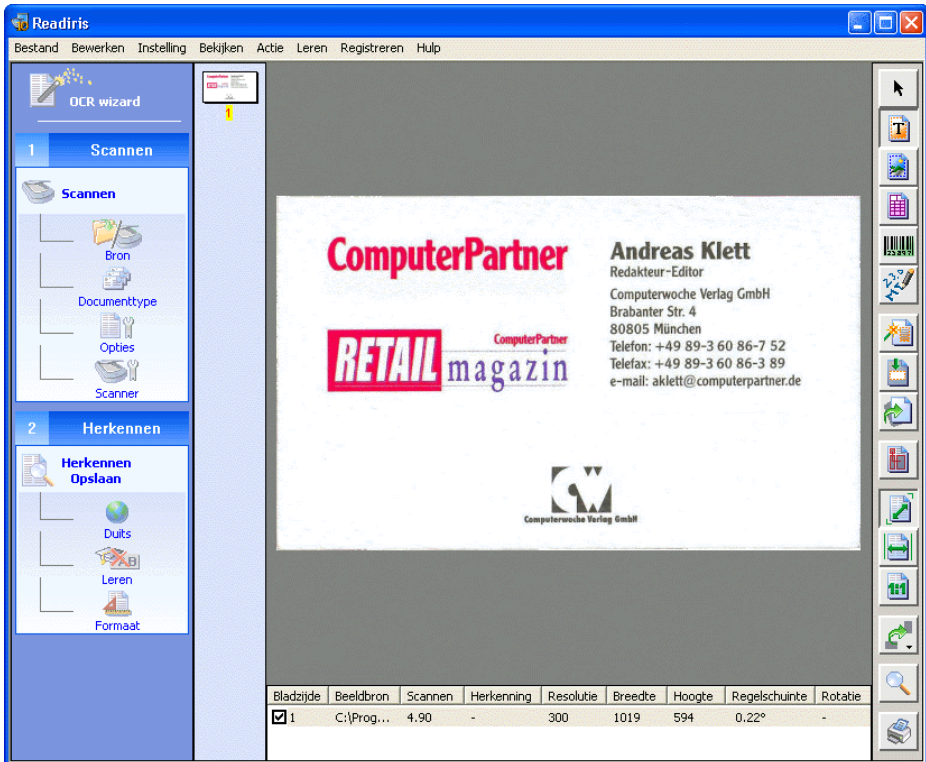 Readiris
Bestand Bewerken Instelling Bekijken Actie Leren Registreren Hulp
OCR wizard
1 Scannen
Scannen
Bron
Documenttype
Opties
Scanner
2 Herkennen
Herkennen
Opslaan
Duits
Leren
Formaat
1
ComputerPartner
RETAIL magazin
ComputerPartner
Andreas Klett
Redakteur-Editor
Computerwoche Verlag GmbH
Brabanter Str. 4
80805 München
Telefon: +49 89-3 60 86-7 52
Telefax: +49 89-3 60 86-3 89
e-mail: aklett@computerpartner.de
CW
Computerwoche Verlag GmbH
Bladzijde Beeldbron Scannen Herkenning Resolutie Breedte Hoogte Regelschuinte Rotatie
1 C:\Prog... 4.90 - 300 1019 594 0.22° -
T
1:1